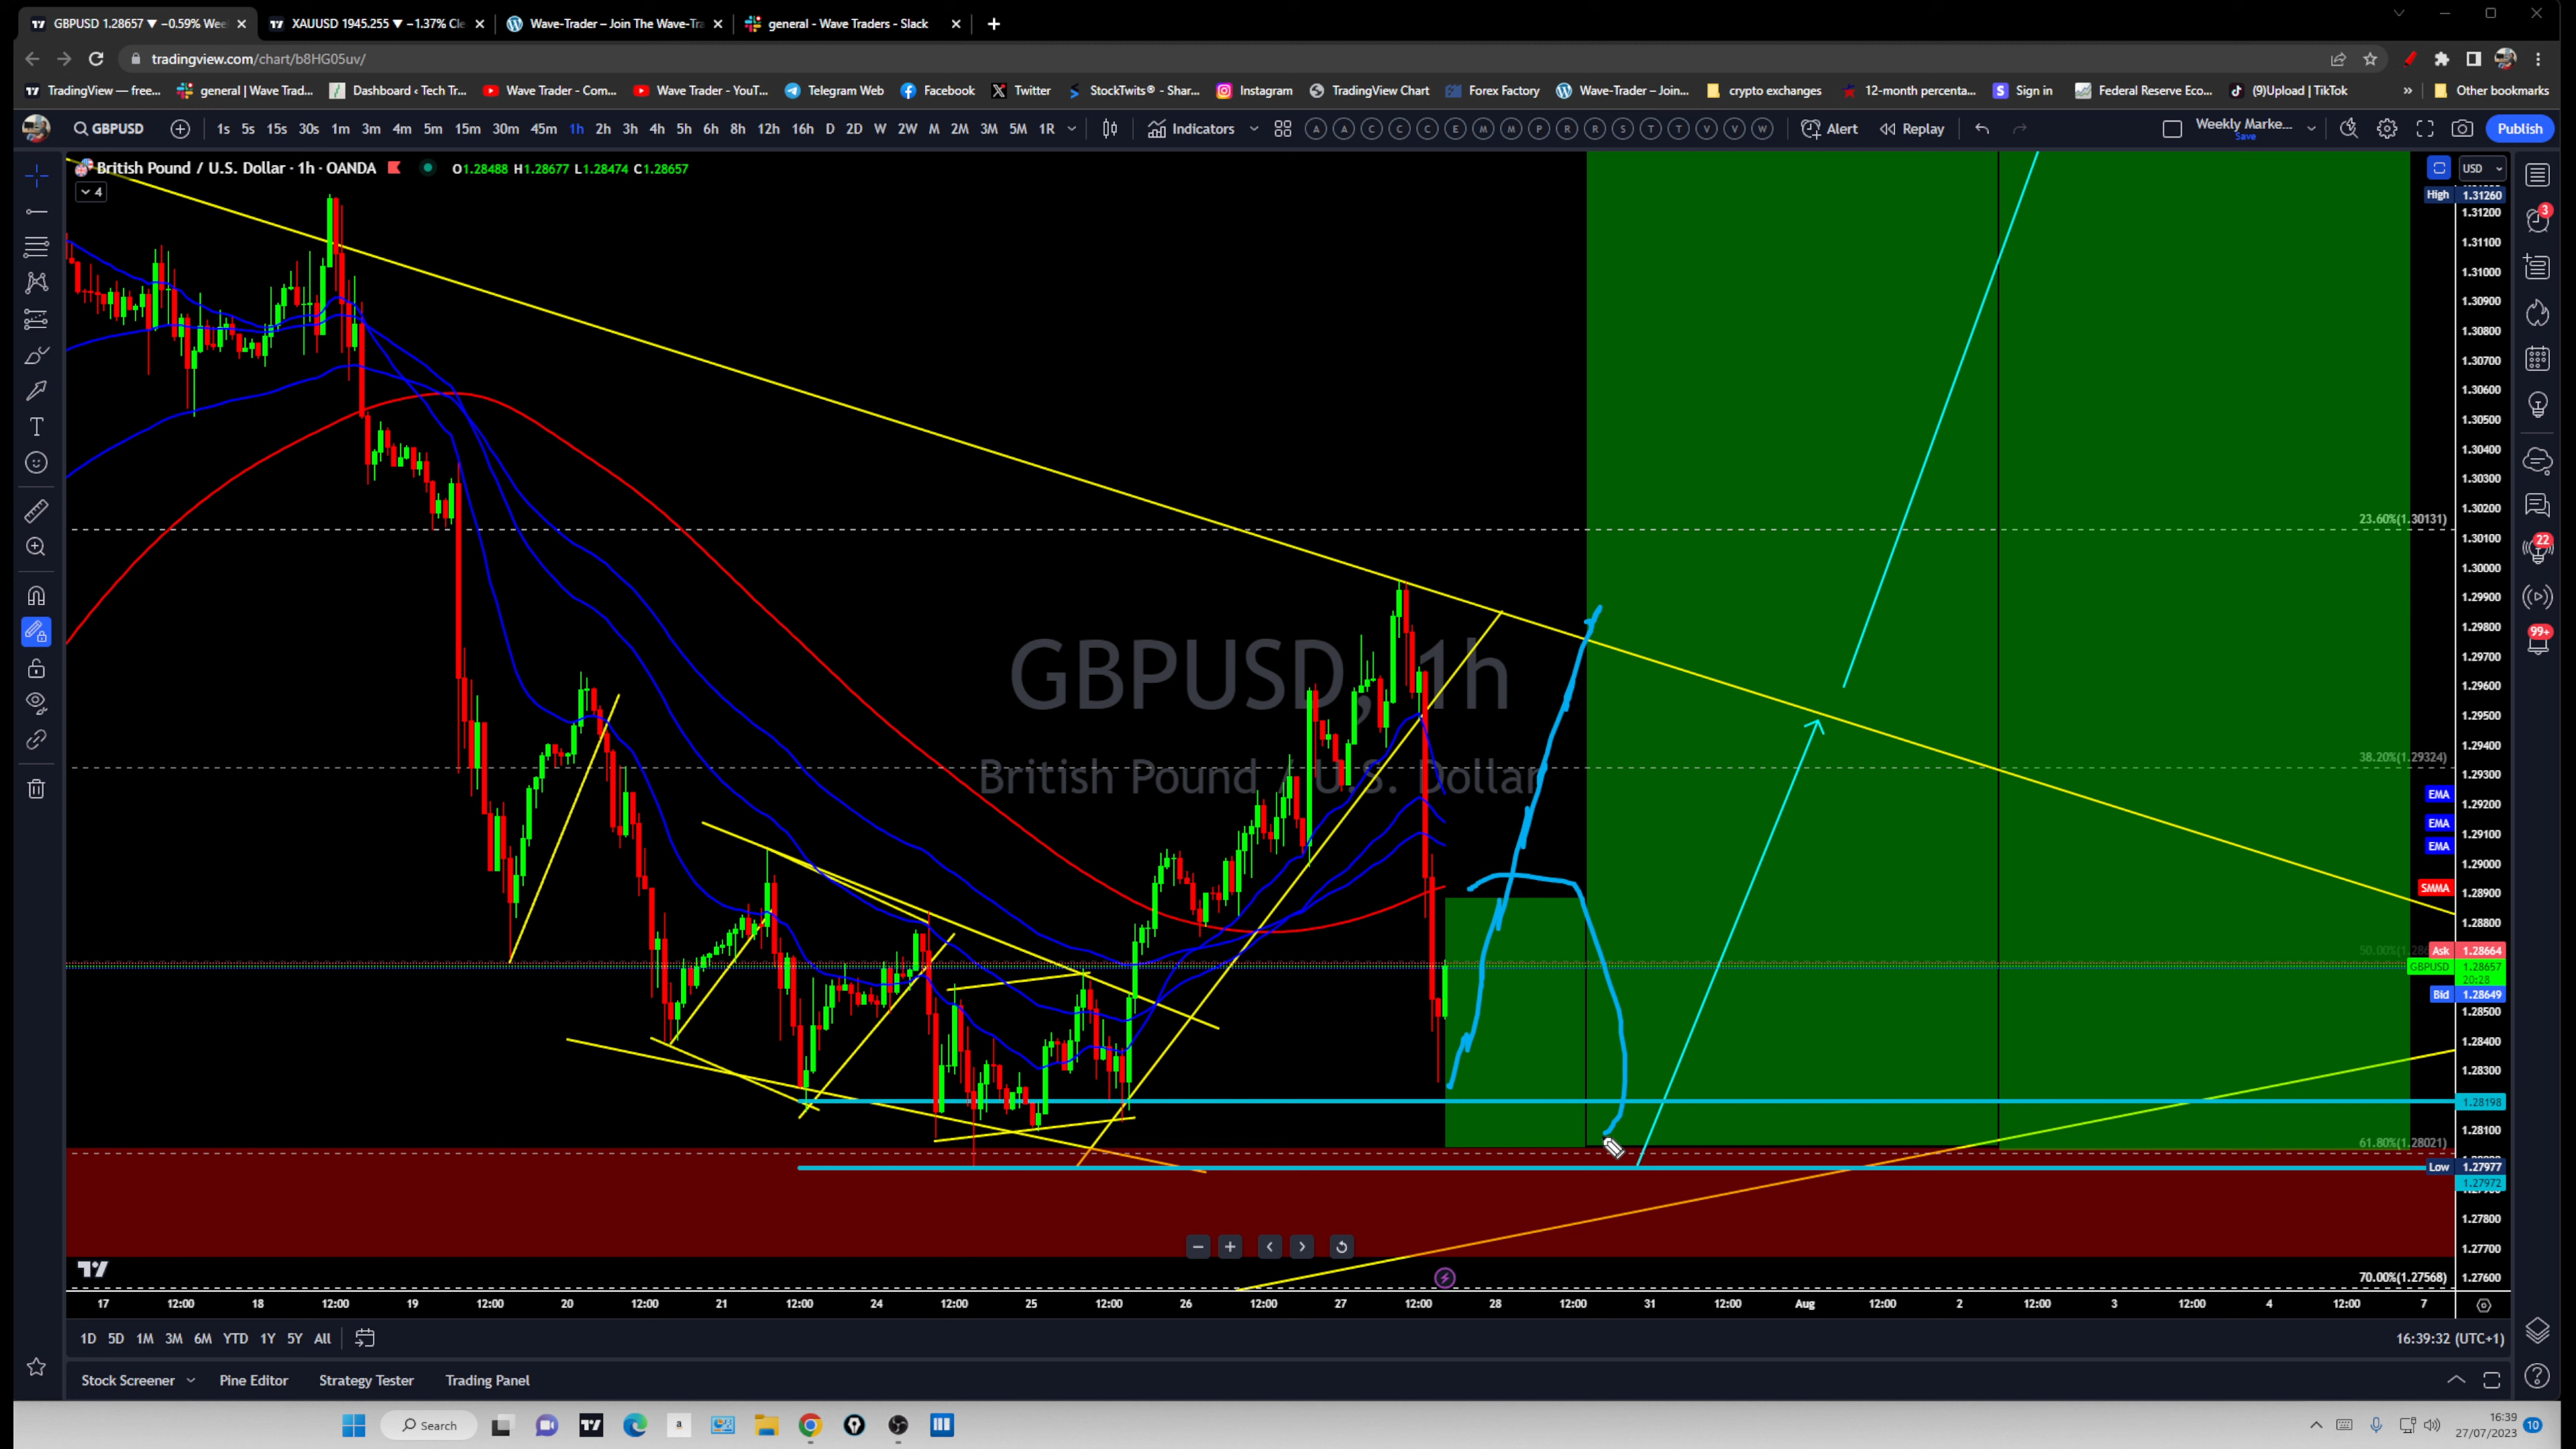 GBPUSD 1.28657 ▼ −0.59% Wee
XAUUSD 1945.255 ▼ −1.37% Cle
Wave-Trader – Join The Wave-Tra
general - Wave Traders - Slack
tradingview.com/chart/b8HG05uv/
TradingView — free...
general | Wave Trad...
Dashboard ‹ Tech Tr...
Wave Trader - Com...
Wave Trader - YouT...
Telegram Web
Facebook
Twitter
StockTwits® - Shar...
Instagram
TradingView Chart
Forex Factory
Wave-Trader – Join...
crypto exchanges
12-month percenta...
Sign in
Federal Reserve Eco...
(9)Upload | TikTok
»
Other bookmarks
GBPUSD
1s 5s 15s 30s 1m 3m 4m 5m 15m 30m 45m 1h 2h 3h 4h 5h 6h 8h 12h 16h D 2D W 2W M 2M 3M 5M 1R
Indicators
A A C C C E M M P R R S T T V V W
Alert
Replay
Weekly Marke...
Save
Publish
British Pound / U.S. Dollar · 1h · OANDA
O1.28488 H1.28677 L1.28474 C1.28657
4
USD
High 1.31260
1.31200
1.31100
1.31000
1.30900
1.30800
1.30700
1.30600
1.30500
1.30400
1.30300
1.30200
23.60%(1.30131)
1.30100
1.30000
1.29900
1.29800
1.29700
1.29600
1.29500
1.29400
38.20%(1.29324)
1.29300
EMA
1.29200
EMA
1.29100
EMA
1.29000
SMMA
1.28900
1.28800
Ask 1.28664
GBPUSD 1.28657
20:28
Bid 1.28649
1.28500
1.28400
1.28300
1.28198
1.28100
61.80%(1.28021)
Low 1.27977
1.27972
1.27800
1.27700
70.00%(1.27568)
1.27600
GBPUSD, 1h
British Pound / U.S. Dollar
3
22
99+
17 12:00 18 12:00 19 12:00 20 12:00 21 12:00 24 12:00 25 12:00 26 12:00 27 12:00 28 12:00 31 12:00 Aug 12:00 2 12:00 3 12:00 4 12:00 7
1D 5D 1M 3M 6M YTD 1Y 5Y All
16:39:32 (UTC+1)
Stock Screener
Pine Editor
Strategy Tester
Trading Panel
Search
a
16:39
27/07/2023
10